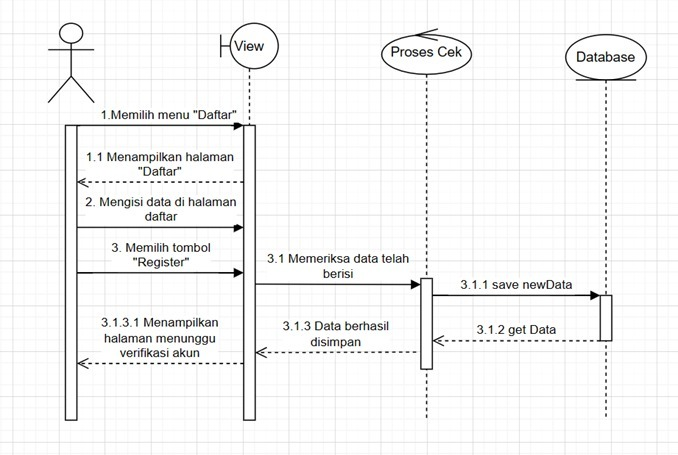 View
Proses Cek
Database
1.Memilih menu "Daftar"
1.1 Menampilkan halaman
"Daftar"
2. Mengisi data di halaman
daftar
3. Memilih tombol
"Register"
3.1 Memeriksa data telah
berisi
3.1.1 save newData
3.1.2 get Data
3.1.3 Data berhasil
disimpan
3.1.3.1 Menampilkan
halaman menunggu
verifikasi akun